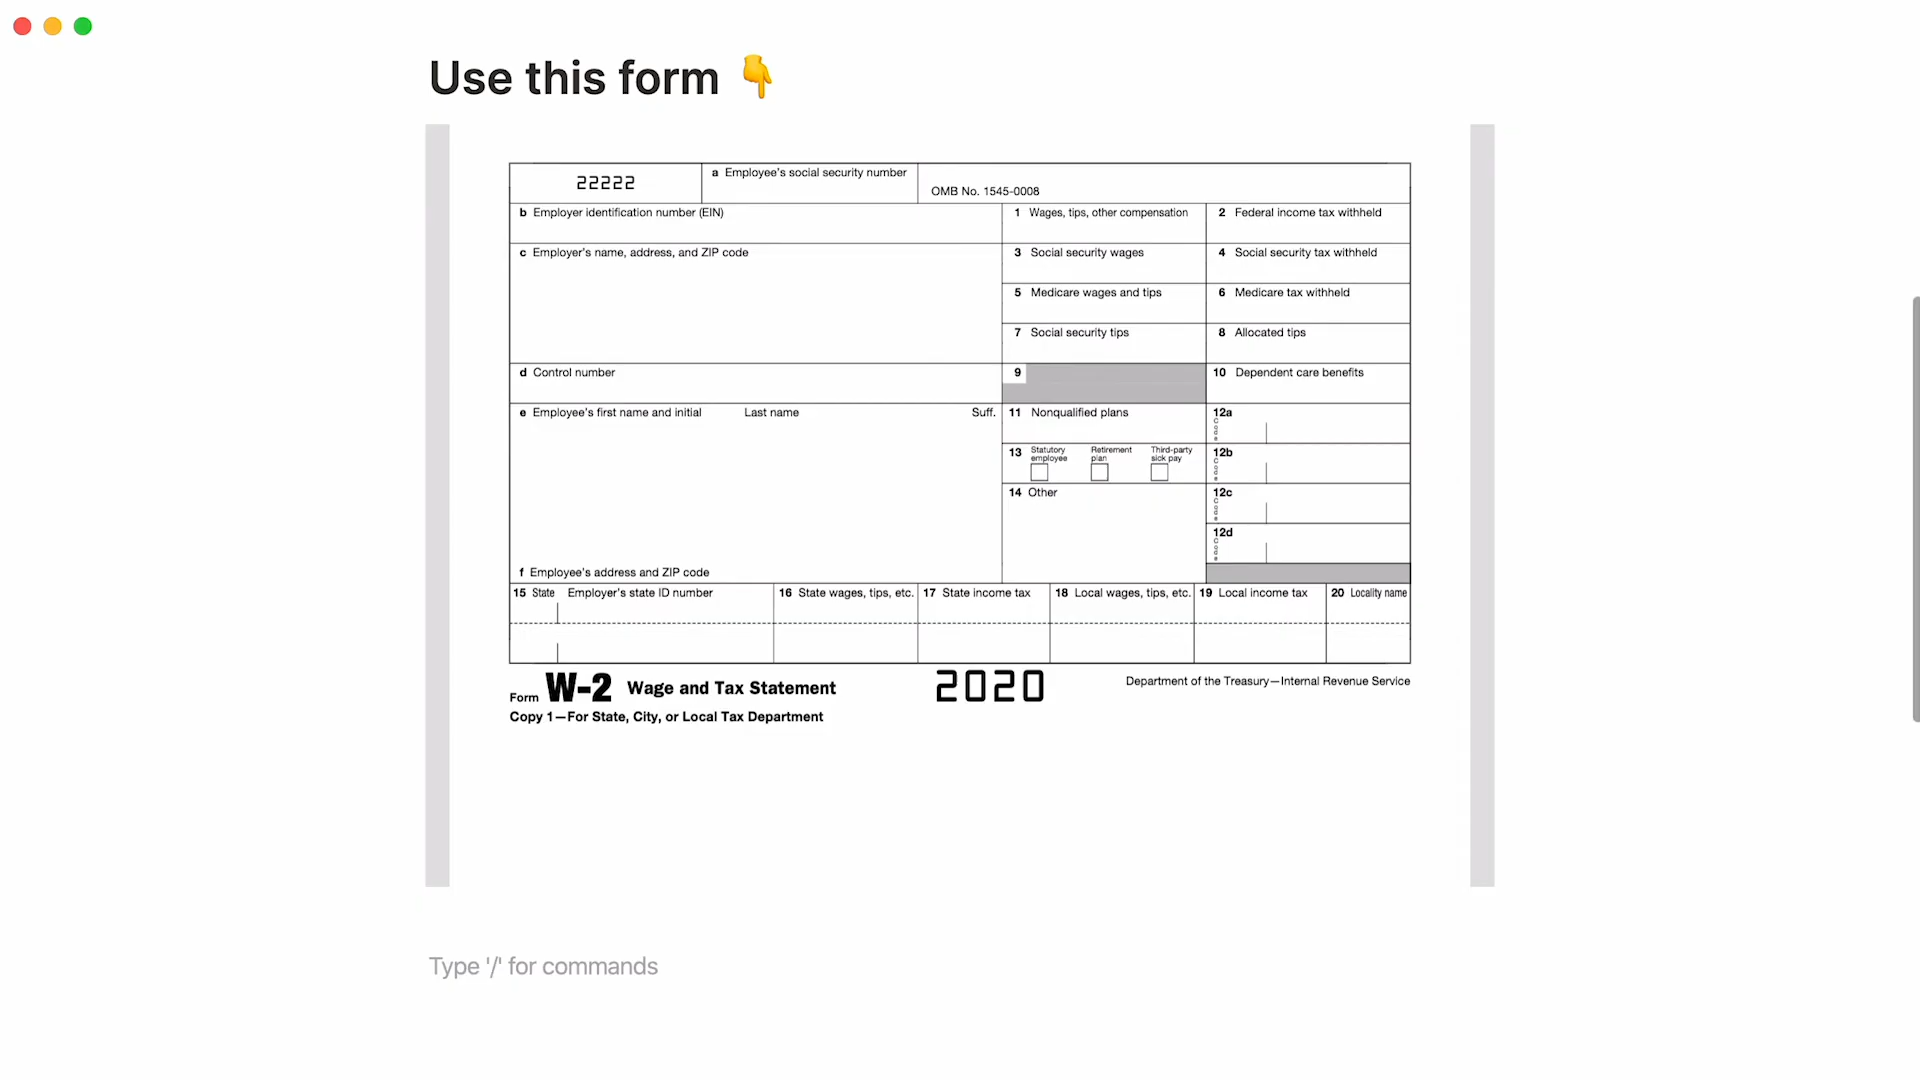 Use this form 👇
22222
a Employee's social security number
OMB No. 1545-0008
b Employer identification number (EIN)
1 Wages, tips, other compensation
2 Federal income tax withheld
c Employer's name, address, and ZIP code
3 Social security wages
4 Social security tax withheld
5 Medicare wages and tips
6 Medicare tax withheld
7 Social security tips
8 Allocated tips
d Control number
9
10 Dependent care benefits
e Employee's first name and initial
Last name
Suff.
11 Nonqualified plans
12a
Code
13 Statutory employee
Retirement plan
Third-party sick pay
12b
Code
14 Other
12c
Code
12d
Code
f Employee's address and ZIP code
15 State
Employer's state ID number
16 State wages, tips, etc.
17 State income tax
18 Local wages, tips, etc.
19 Local income tax
20 Locality name
Form W-2 Wage and Tax Statement
2020
Department of the Treasury—Internal Revenue Service
Copy 1—For State, City, or Local Tax Department
Type '/' for commands